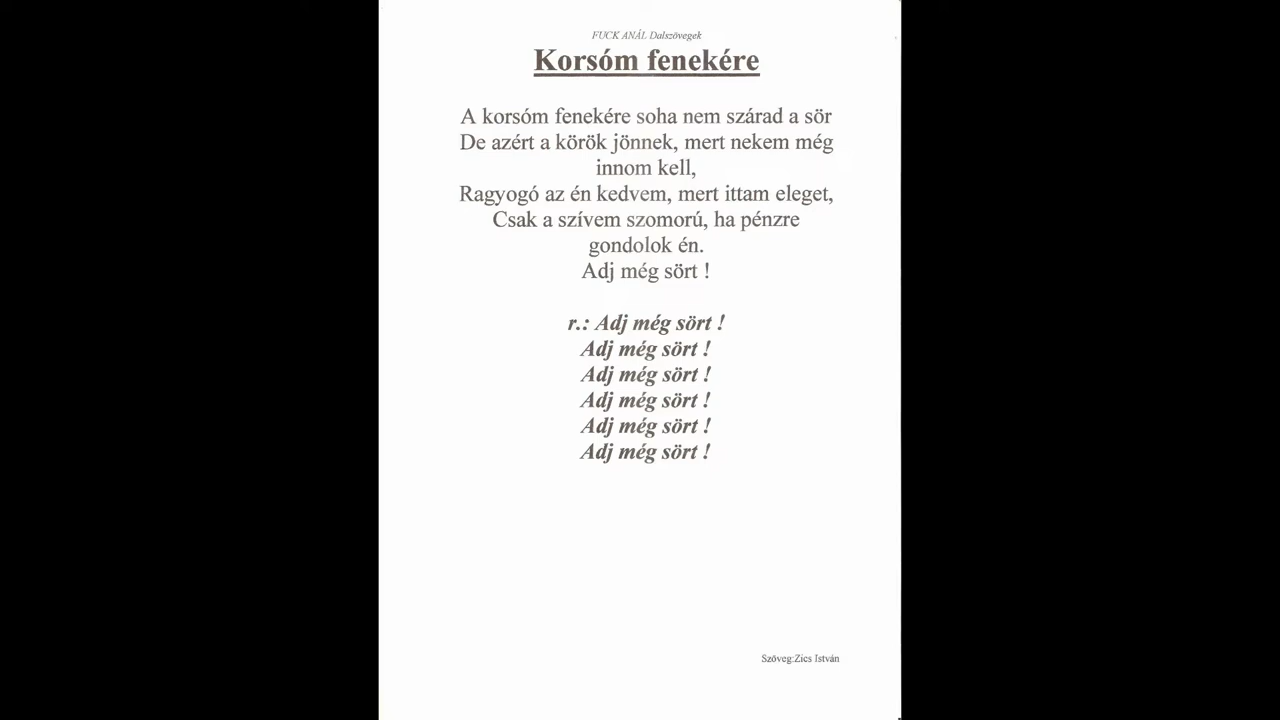 FUCK ANÁL Dalszövegek
Korsóm fenekére
A korsóm fenekére soha nem szárad a sör
De azért a körök jönnek, mert nekem még
innom kell,
Ragyogó az én kedvem, mert ittam eleget,
Csak a szívem szomorú, ha pénzre
gondolok én.
Adj még sört !
r.: Adj még sört !
Adj még sört !
Adj még sört !
Adj még sört !
Adj még sört !
Adj még sört !
Szöveg:Zics István